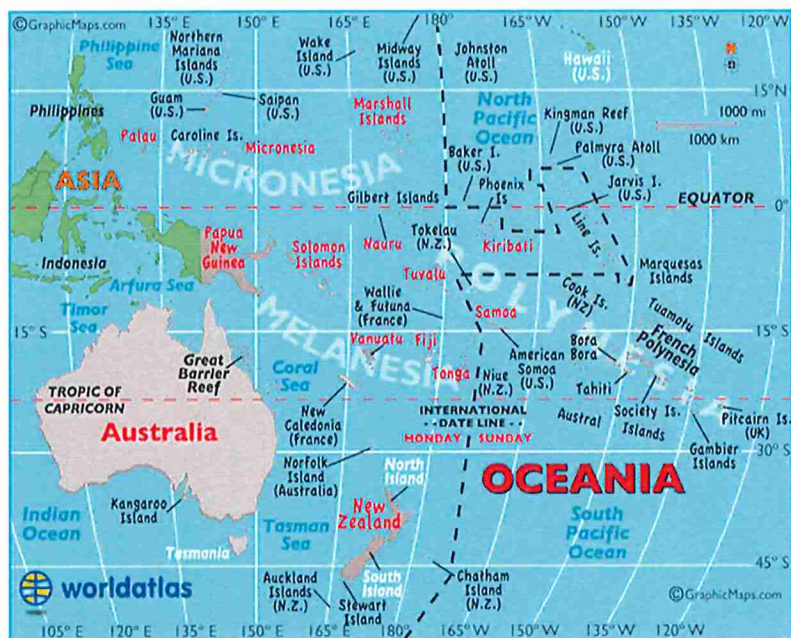 ©GraphicMaps.com
150° E
165° E
180°
165° W
150° W
135° W
120° W
Philippine
Sea
Northern
Mariana
Islands
(U.S.)
Wake
Island
(U.S.)
Midway
Islands
(U.S.)
Johnston
Atoll
(U.S.)
Hawaii
(U.S.)
N
15° N
Philippines
Guam
(U.S.)
Saipan
(U.S.)
Marshall
Islands
North
Pacific
Ocean
Kingman Reef
(U.S.)
1000 mi
1000 km
Palau
Caroline Is.
Micronesia
MICRONESIA
Baker I.
(U.S.)
Palmyra Atoll
(U.S.)
ASIA
Gilbert Islands
Phoenix
Is
Jarvis I.
(U.S.)
EQUATOR
0°
0°
Papua
New
Guinea
Solomon
Islands
Nauru
Tokelau
(N.Z.)
Kiribati
Line Is.
Indonesia
Tuvalu
Marquesas
Islands
Arfura Sea
Timor
Sea
Wallie
& Futuna
(France)
POLYNESIA
Cook Is.
(NZ)
15° S
MELANESIA
Samoa
Tuamotu Islands
15° S
Great
Barrier
Reef
Coral
Sea
Vanuatu
Fiji
American
Somoa
(U.S.)
Bora
Bora
French
Polynesia
TROPIC OF
CAPRICORN
Tonga
Niue
(N.Z.)
Tahiti
Australia
New
Caledonia
(France)
INTERNATIONAL
- -DATE LINE- -
MONDAY SUNDAY
Austral
Islands
Society Is.
Pitcairn Is.
(UK)
Gambier
Islands
Norfolk
Island
(Australia)
North
Island
OCEANIA
30° S
Kangaroo
Island
New
Zealand
Indian
Ocean
Tasman
Sea
South
Pacific
Ocean
Tasmania
South
Island
45° S
45° S
worldatlas
Auckland
Islands
(N.Z.)
Stewart
Island
Chatham
Island
(N.Z.)
©GraphicMaps.com
105° E
120° E
135° E
150° E
165° E
180°
165° W
150° W
135° W
120° W